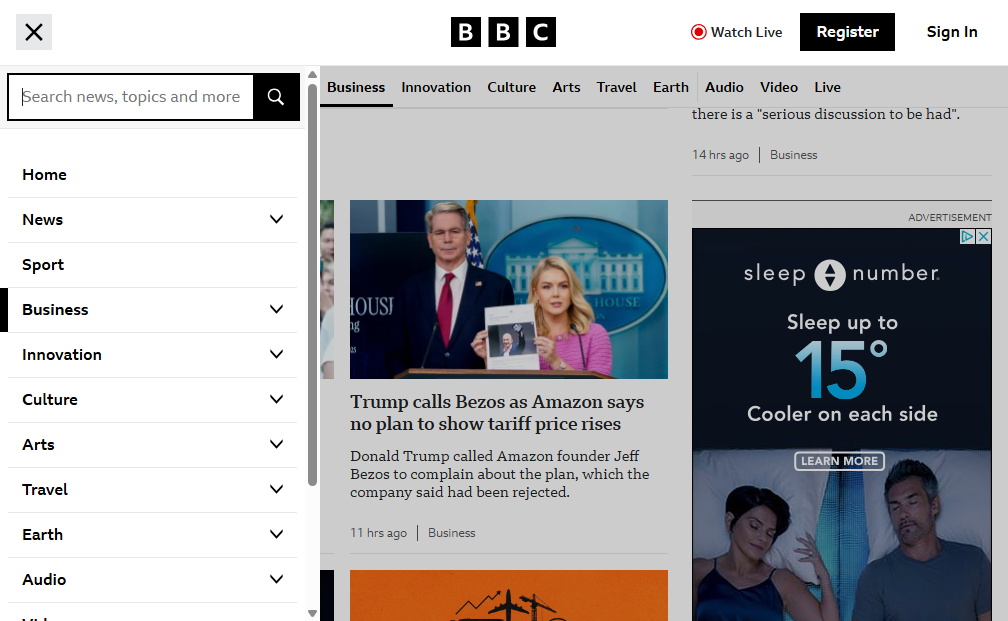 BBC
Watch Live
Register
Sign In
Search news, topics and more
Business
Innovation
Culture
Arts
Travel
Earth
Audio
Video
Live
Home
News
Sport
Business
Innovation
Culture
Arts
Travel
Earth
Audio
there is a "serious discussion to be had".
14 hrs ago
Business
HOUSE
Trump calls Bezos as Amazon says
no plan to show tariff price rises
Donald Trump called Amazon founder Jeff
Bezos to complain about the plan, which the
company said had been rejected.
11 hrs ago
Business
ADVERTISEMENT
sleep number
Sleep up to
15°
Cooler on each side
LEARN MORE